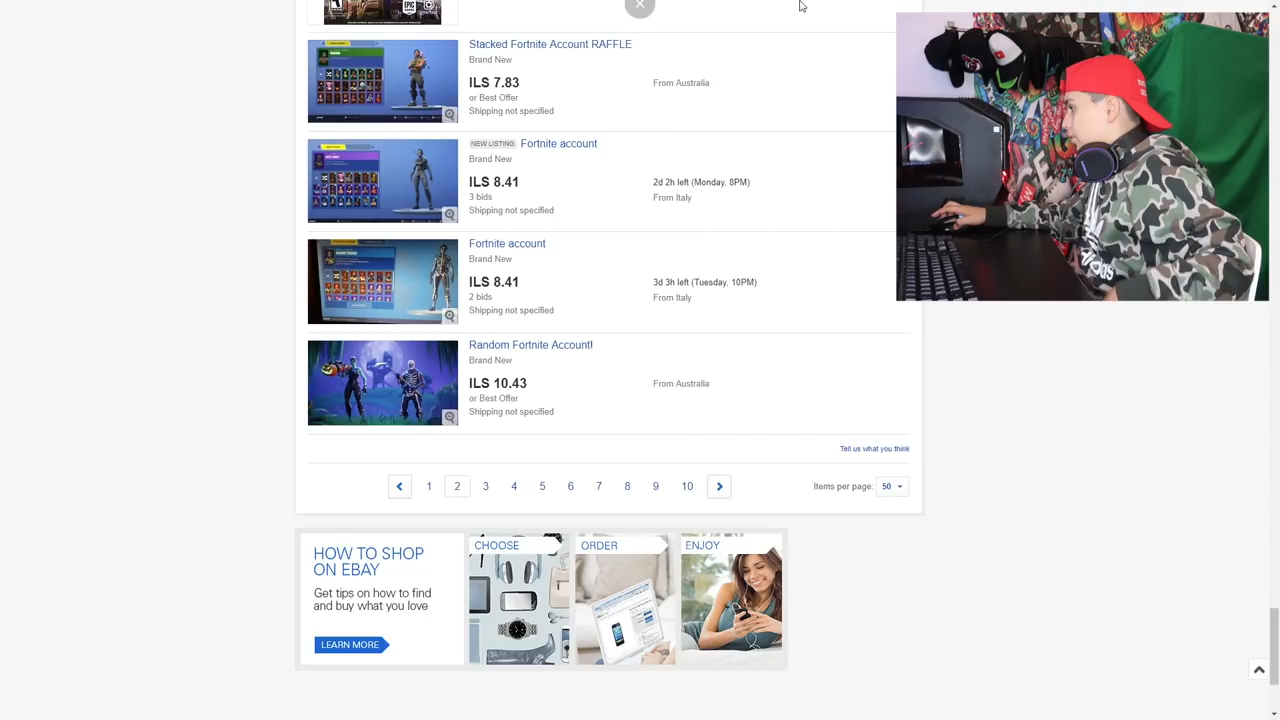 EPIC
Stacked Fortnite Account RAFFLE
Brand New
ILS 7.83
or Best Offer
From Australia
Shipping not specified
NEW LISTING Fortnite account
Brand New
ILS 8.41
2d 2h left (Monday, 8PM)
3 bids
From Italy
Shipping not specified
Fortnite account
Brand New
ILS 8.41
3d 3h left (Tuesday, 10PM)
2 bids
From Italy
Shipping not specified
Random Fortnite Account!
Brand New
ILS 10.43
From Australia
or Best Offer
Shipping not specified
Tell us what you think
1 2 3 4 5 6 7 8 9 10
Items per page: 50
HOW TO SHOP
ON EBAY
Get tips on how to find
and buy what you love
LEARN MORE
CHOOSE
ORDER
ENJOY